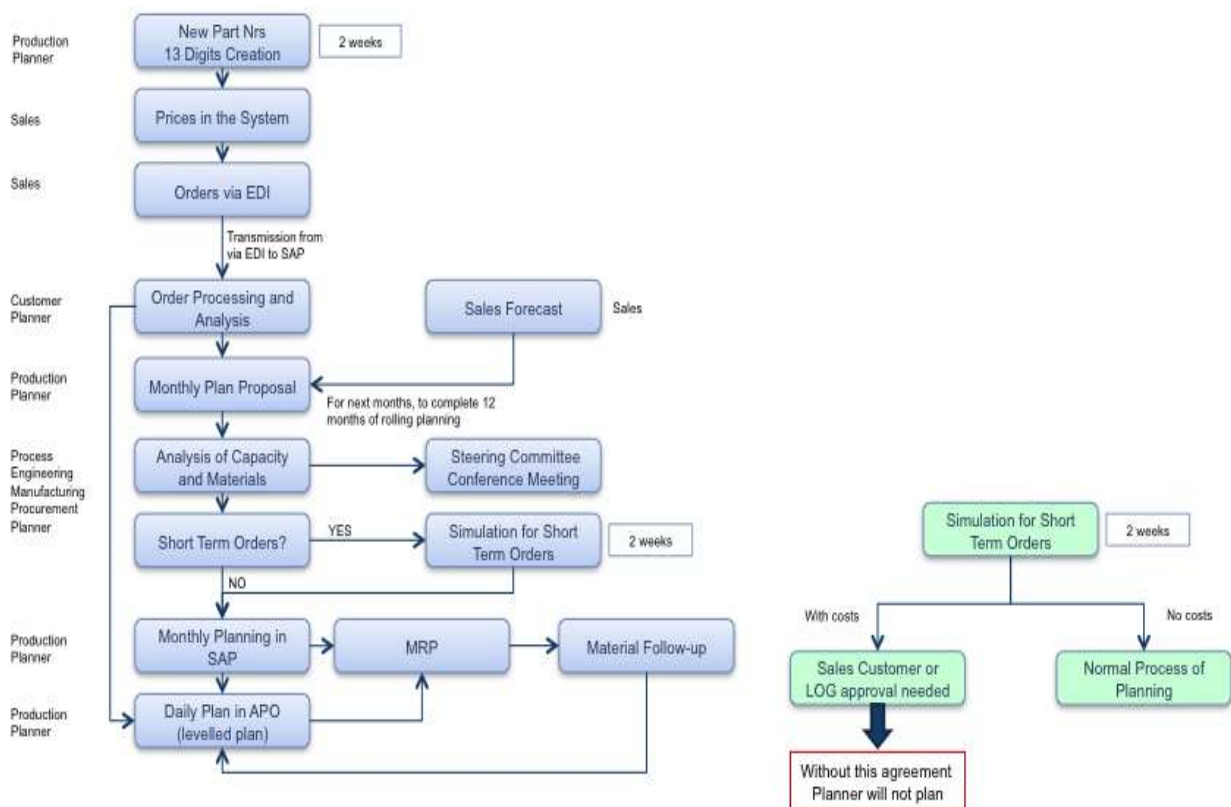 Production
Planner
New Part Nrs
13 Digits Creation
2 weeks
Sales
Prices in the System
Sales
Orders via EDI
Transmission from
via EDI to SAP
Customer
Planner
Order Processing and
Analysis
Sales Forecast
Sales
Production
Planner
Monthly Plan Proposal
For next months, to complete 12
months of rolling planning
Process
Engineering
Manufacturing
Procurement
Planner
Analysis of Capacity
and Materials
Steering Committee
Conference Meeting
Short Term Orders?
YES
Simulation for Short
Term Orders
2 weeks
NO
Production
Planner
Monthly Planning in
SAP
MRP
Material Follow-up
Production
Planner
Daily Plan in APO
(levelled plan)
Simulation for Short
Term Orders
2 weeks
With costs
No costs
Sales Customer or
LOG approval needed
Normal Process of
Planning
Without this agreement
Planner will not plan